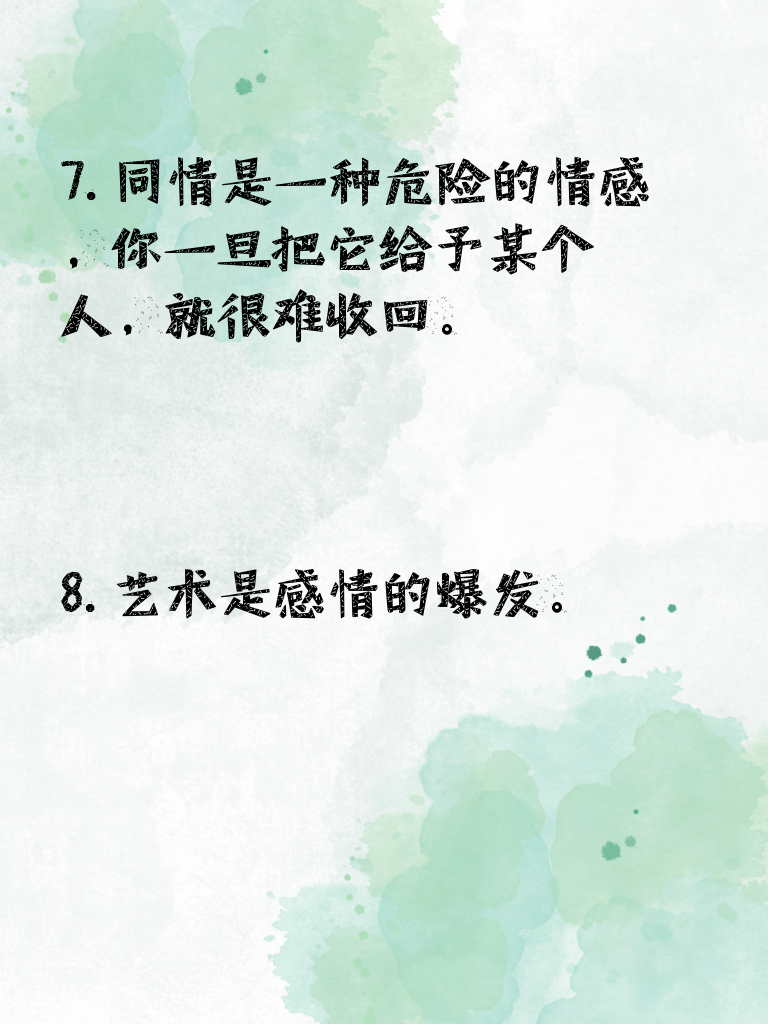 7. 同情是一种危险的情感
，你一旦把它给予某个
人，就很难收回。
8. 艺术是感情的爆发。